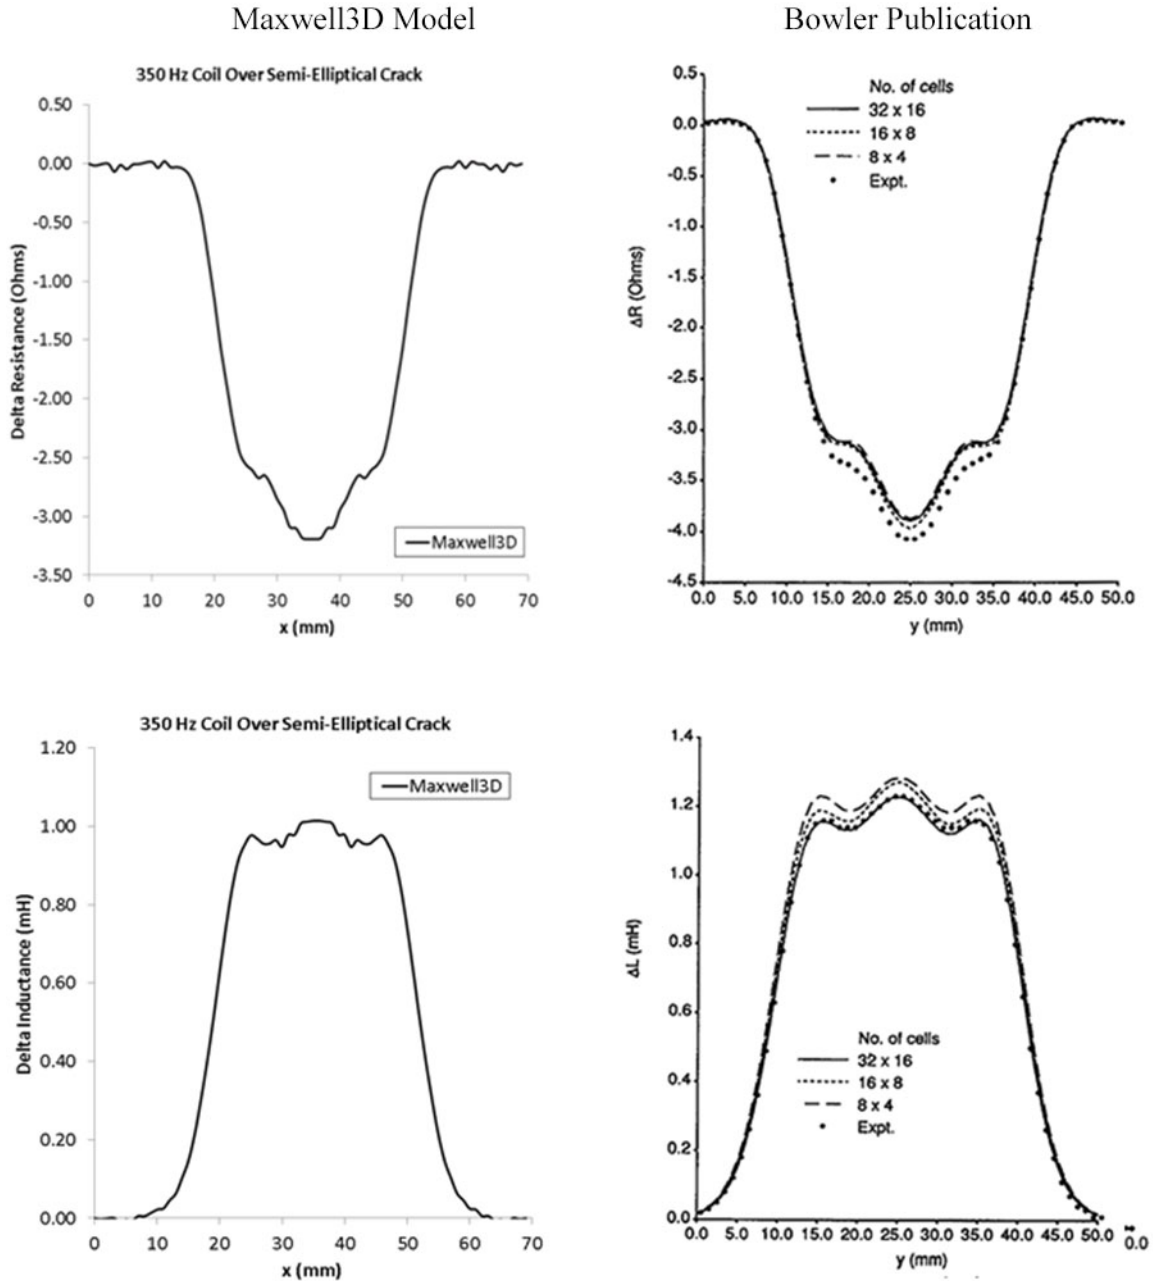 Maxwell3D Model
Bowler Publication
350 Hz Coil Over Semi-Elliptical Crack
0.50
0.00
-0.50
-1.00
-1.50
-2.00
-2.50
-3.00
-3.50
Delta Resistance (Ohms)
Maxwell3D
0 10 20 30 40 50 60 70
x (mm)
0.5
0.0
-0.5
-1.0
-1.5
-2.0
-2.5
-3.0
-3.5
-4.0
-4.5
ΔR (Ohms)
No. of cells
32 x 16
16 x 8
8 x 4
Expt.
0.0 5.0 10.0 15.0 20.0 25.0 30.0 35.0 40.0 45.0 50.0
y (mm)
350 Hz Coil Over Semi-Elliptical Crack
1.20
1.00
0.80
0.60
0.40
0.20
0.00
Delta Inductance (mH)
Maxwell3D
0 10 20 30 40 50 60 70
x (mm)
1.4
1.2
1.0
0.8
0.6
0.4
0.2
0.0
ΔL (mH)
No. of cells
32 x 16
16 x 8
8 x 4
Expt.
0.0 5.0 10.0 15.0 20.0 25.0 30.0 35.0 40.0 45.0 50.0 0.0
y (mm)